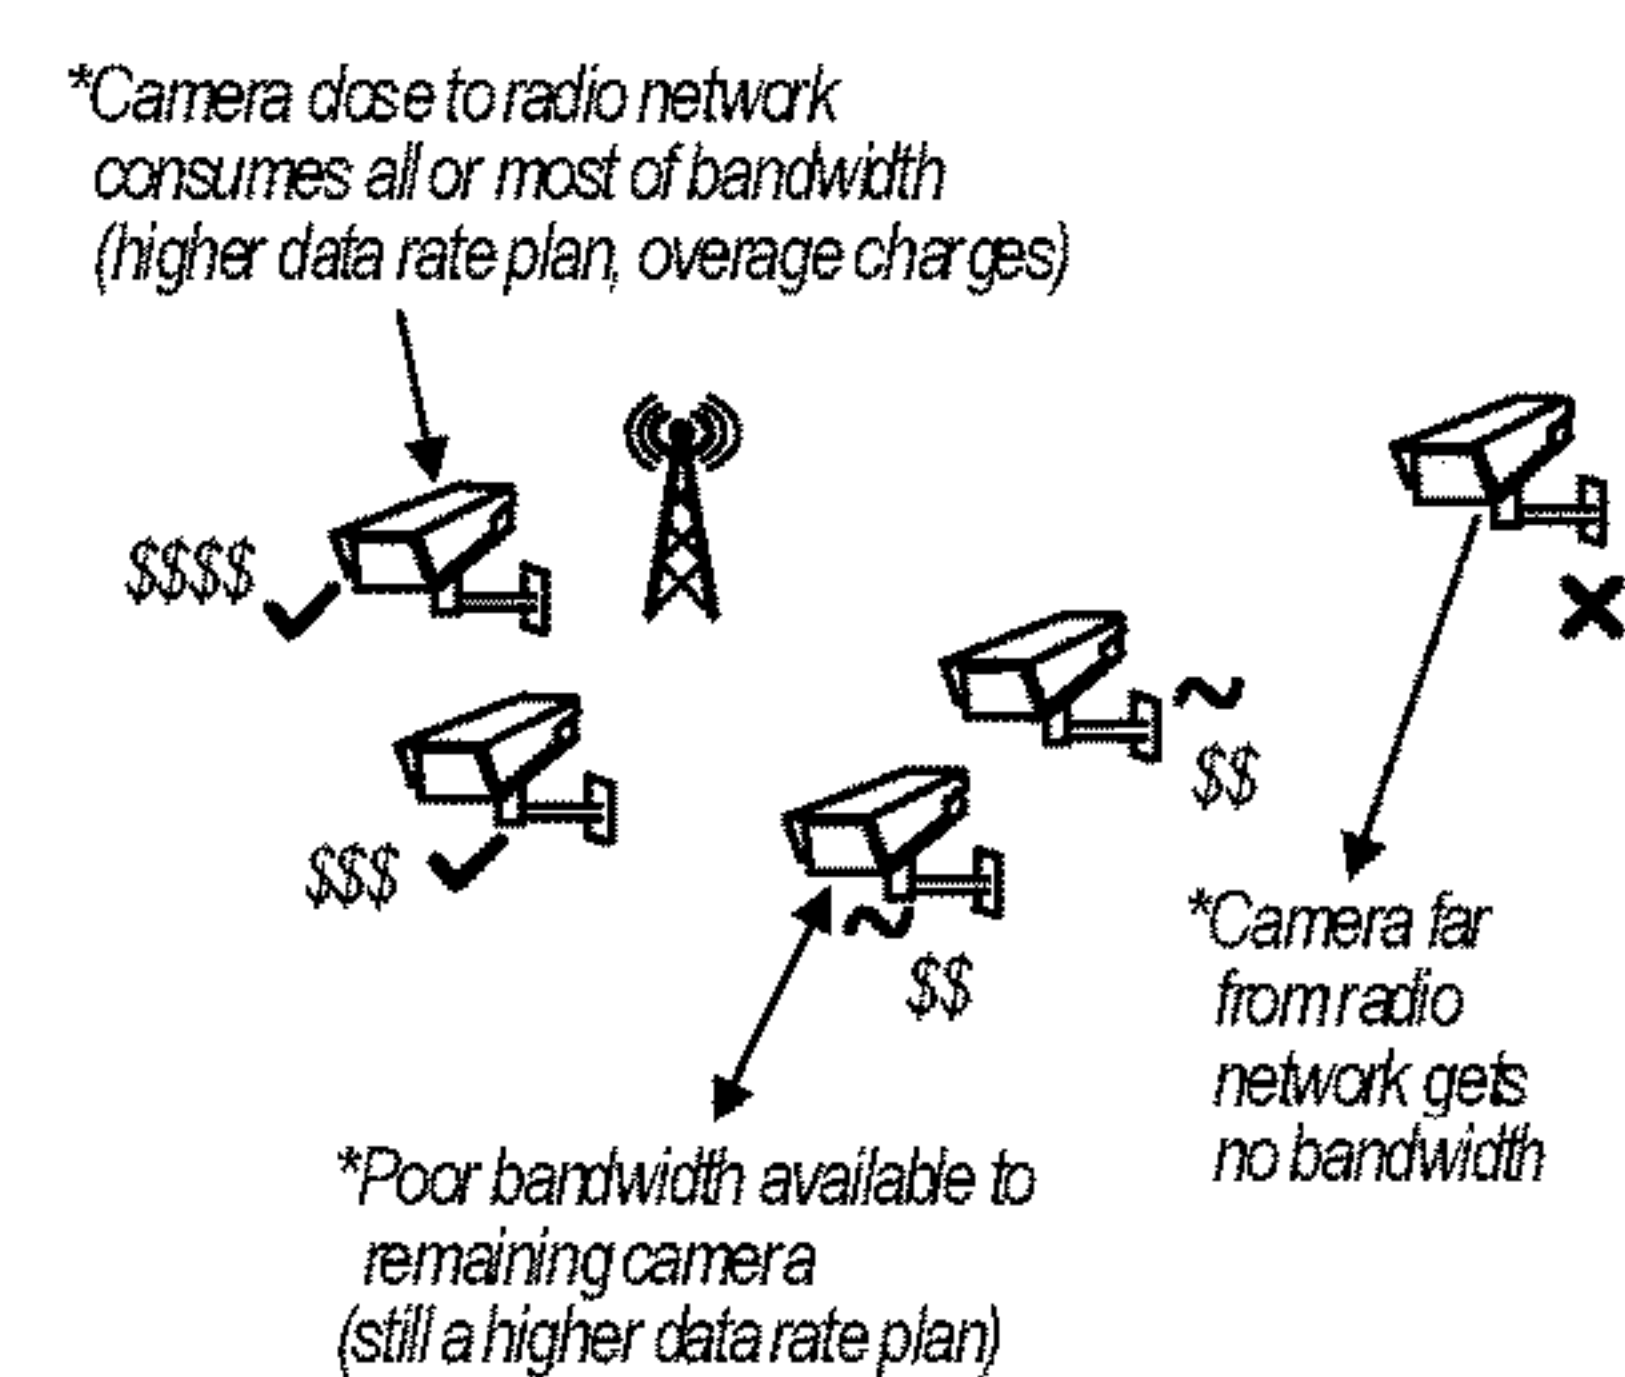 *Camera close to radio network
consumes all or most of bandwidth
(higher data rate plan, overage charges)
$$$$
$$$
$$
$$
*Camera far
from radio
network gets
no bandwidth
*Poor bandwidth available to
remaining camera
(still a higher data rate plan)